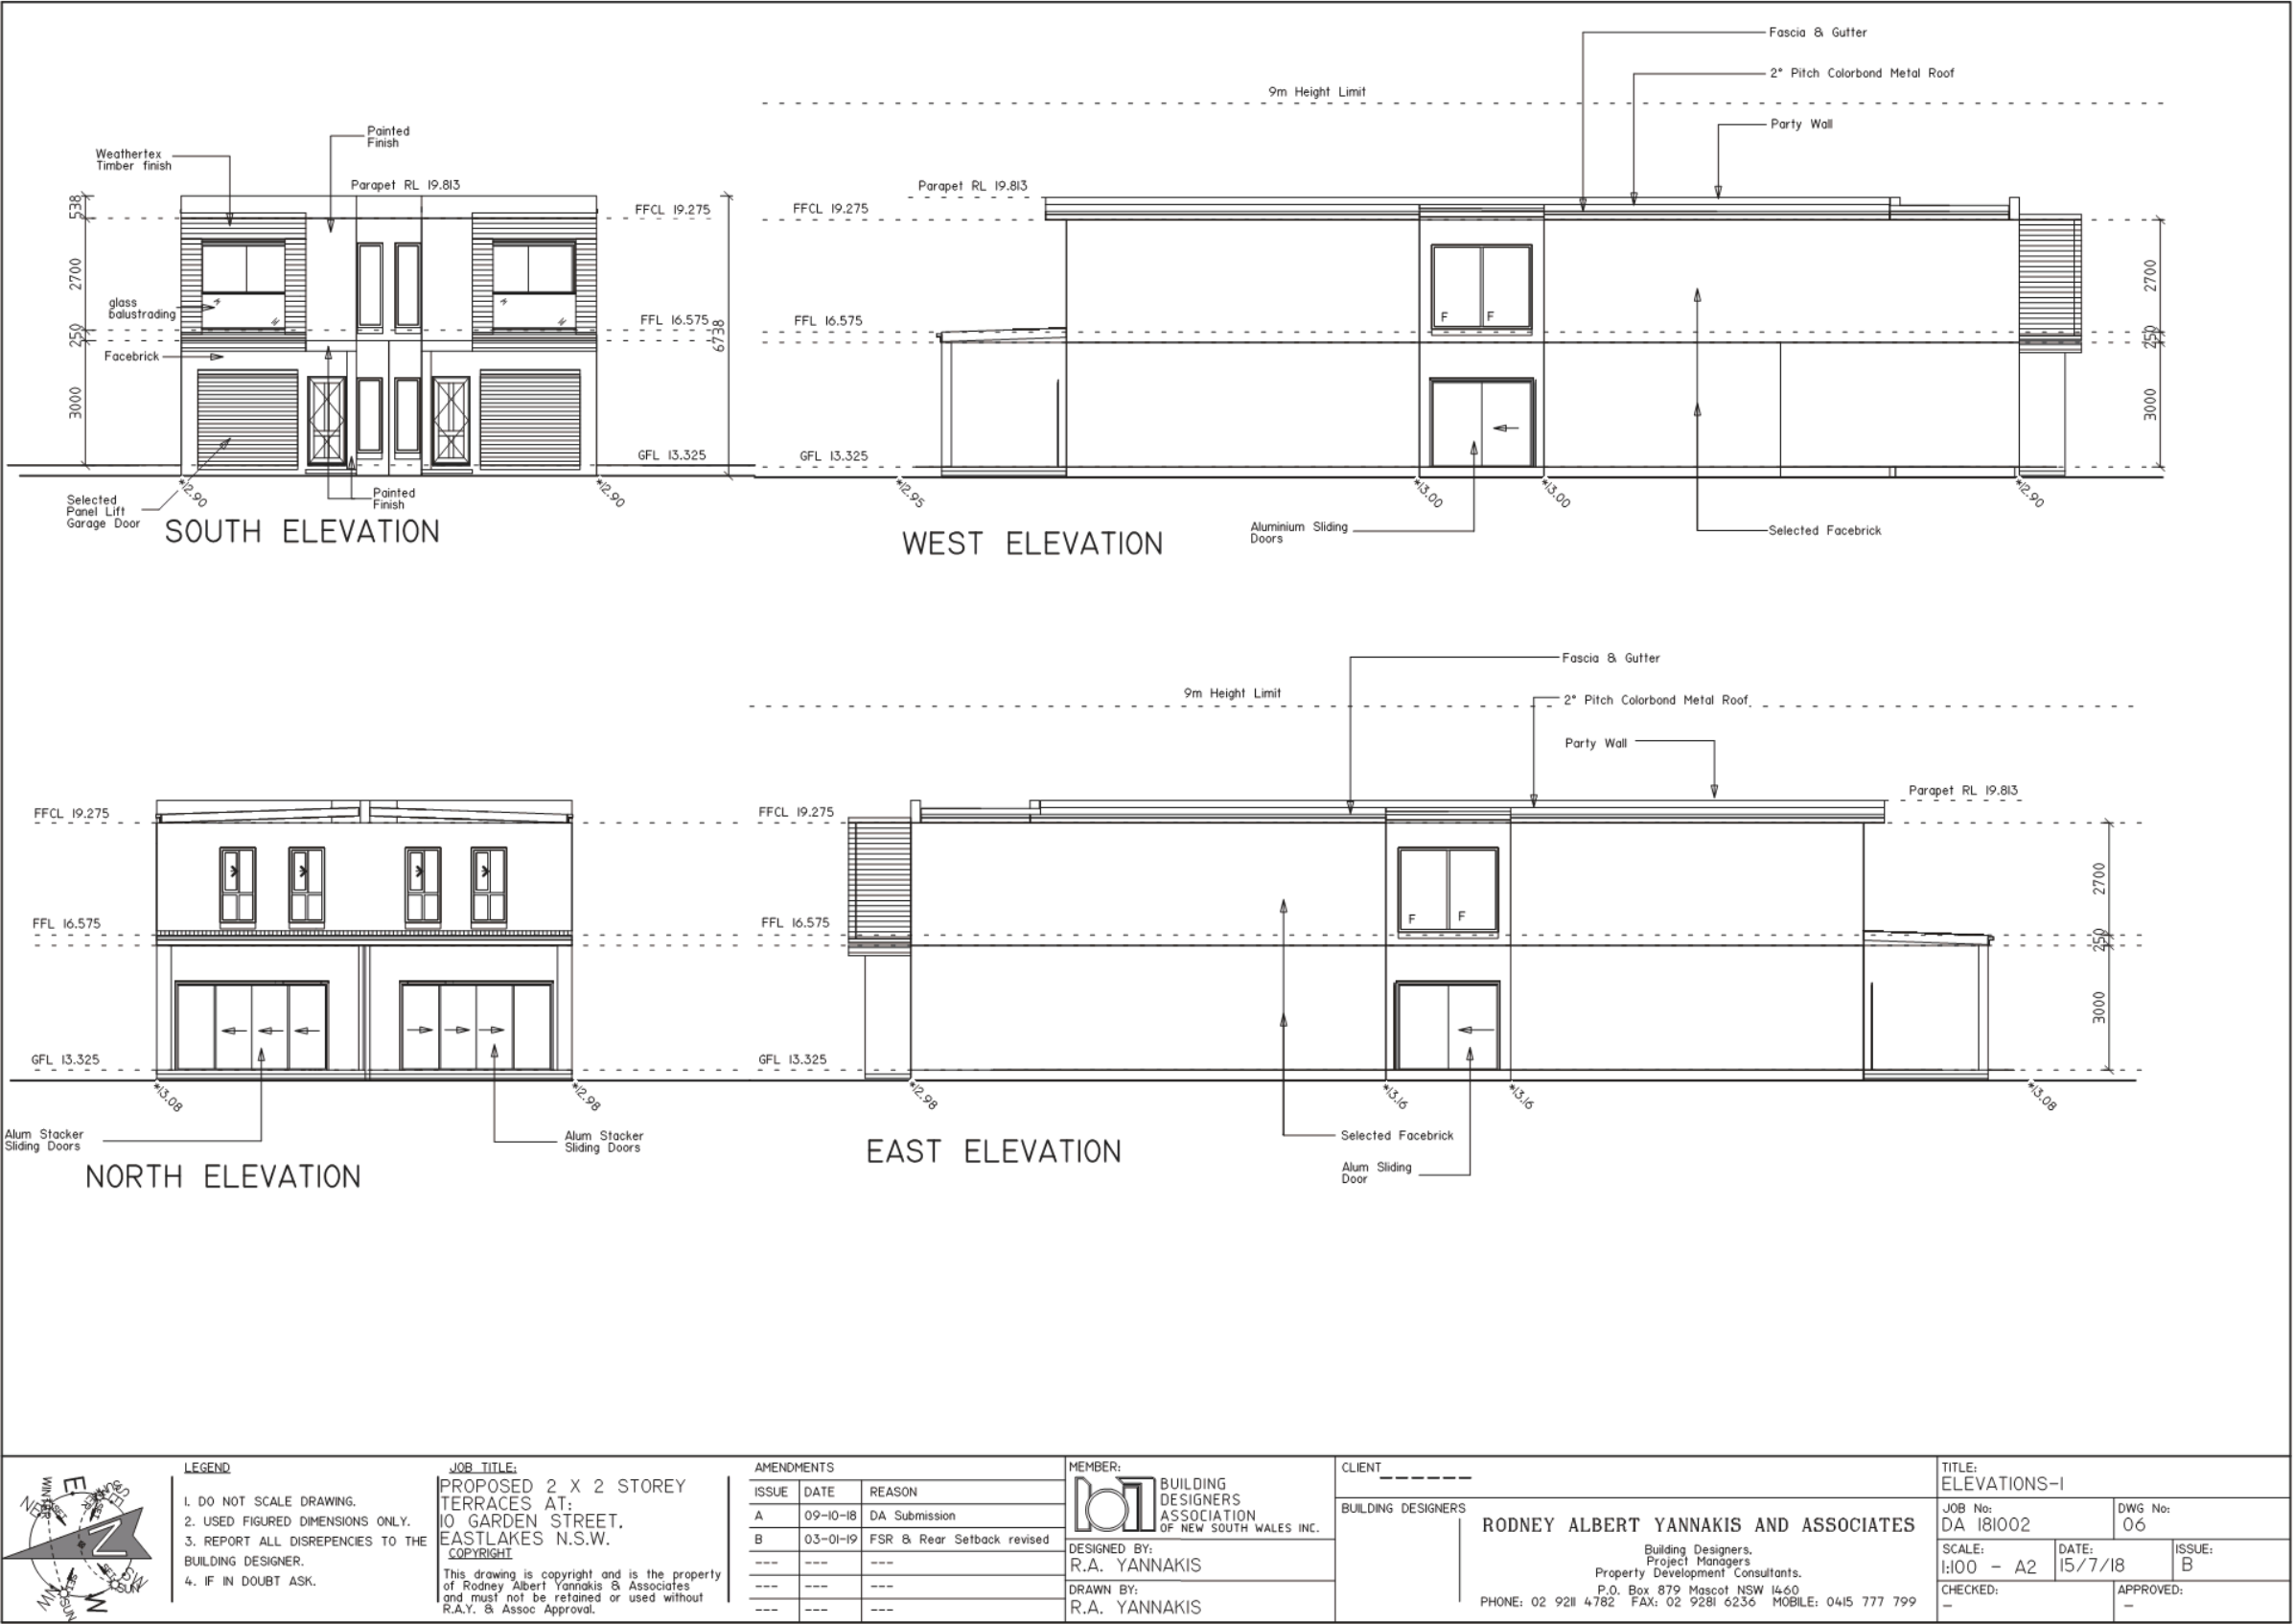 Fascia & Gutter
2° Pitch Colorbond Metal Roof
9m Height Limit
Party Wall
Painted
Finish
Weathertex
Timber finish
Parapet RL 19.813
538
FFCL 19.275
2700
glass
balustrading
FFL 16.575
250
6738
Facebrick
3000
GFL 13.325
*12.90
*12.90
Selected
Panel Lift
Garage Door
Painted
Finish
SOUTH ELEVATION
Parapet RL 19.813
FFCL 19.275
2700
F F
FFL 16.575
250
3000
GFL 13.325
*12.95
*13.00
*13.00
*12.90
Aluminium Sliding
Doors
Selected Facebrick
WEST ELEVATION
Fascia & Gutter
9m Height Limit
2° Pitch Colorbond Metal Roof
Party Wall
FFCL 19.275
FFL 16.575
GFL 13.325
*13.08
*12.98
Alum Stacker
Sliding Doors
Alum Stacker
Sliding Doors
NORTH ELEVATION
Parapet RL 19.813
FFCL 19.275
2700
F F
FFL 16.575
250
3000
GFL 13.325
*12.98
*13.16
*13.16
*13.08
Selected Facebrick
Alum Sliding
Door
EAST ELEVATION
WINTER
SUMMER
E
NE
N
NW
W
SW
SE
SUN
SUN
SET
SET
LEGEND
1. DO NOT SCALE DRAWING.
2. USED FIGURED DIMENSIONS ONLY.
3. REPORT ALL DISREPENCIES TO THE
BUILDING DESIGNER.
4. IF IN DOUBT ASK.
JOB TITLE:
PROPOSED 2 X 2 STOREY
TERRACES AT:
10 GARDEN STREET,
EASTLAKES N.S.W.
COPYRIGHT
This drawing is copyright and is the property
of Rodney Albert Yannakis & Associates
and must not be retained or used without
R.A.Y. & Assoc Approval.
AMENDMENTS
ISSUE DATE REASON
A 09-10-18 DA Submission
B 03-01-19 FSR & Rear Setback revised
--- --- ---
--- --- ---
--- --- ---
MEMBER:
BUILDING
DESIGNERS
ASSOCIATION
OF NEW SOUTH WALES INC.
DESIGNED BY:
R.A. YANNAKIS
DRAWN BY:
R.A. YANNAKIS
CLIENT ------
BUILDING DESIGNERS
RODNEY ALBERT YANNAKIS AND ASSOCIATES
Building Designers.
Project Managers
Property Development Consultants.
P.O. Box 879 Mascot NSW 1460
PHONE: 02 9211 4782 FAX: 02 9281 6236 MOBILE: 0415 777 799
TITLE:
ELEVATIONS-1
JOB No:
DA 181002
DWG No:
06
SCALE:
1:100 - A2
DATE:
15/7/18
ISSUE:
B
CHECKED:
-
APPROVED:
-